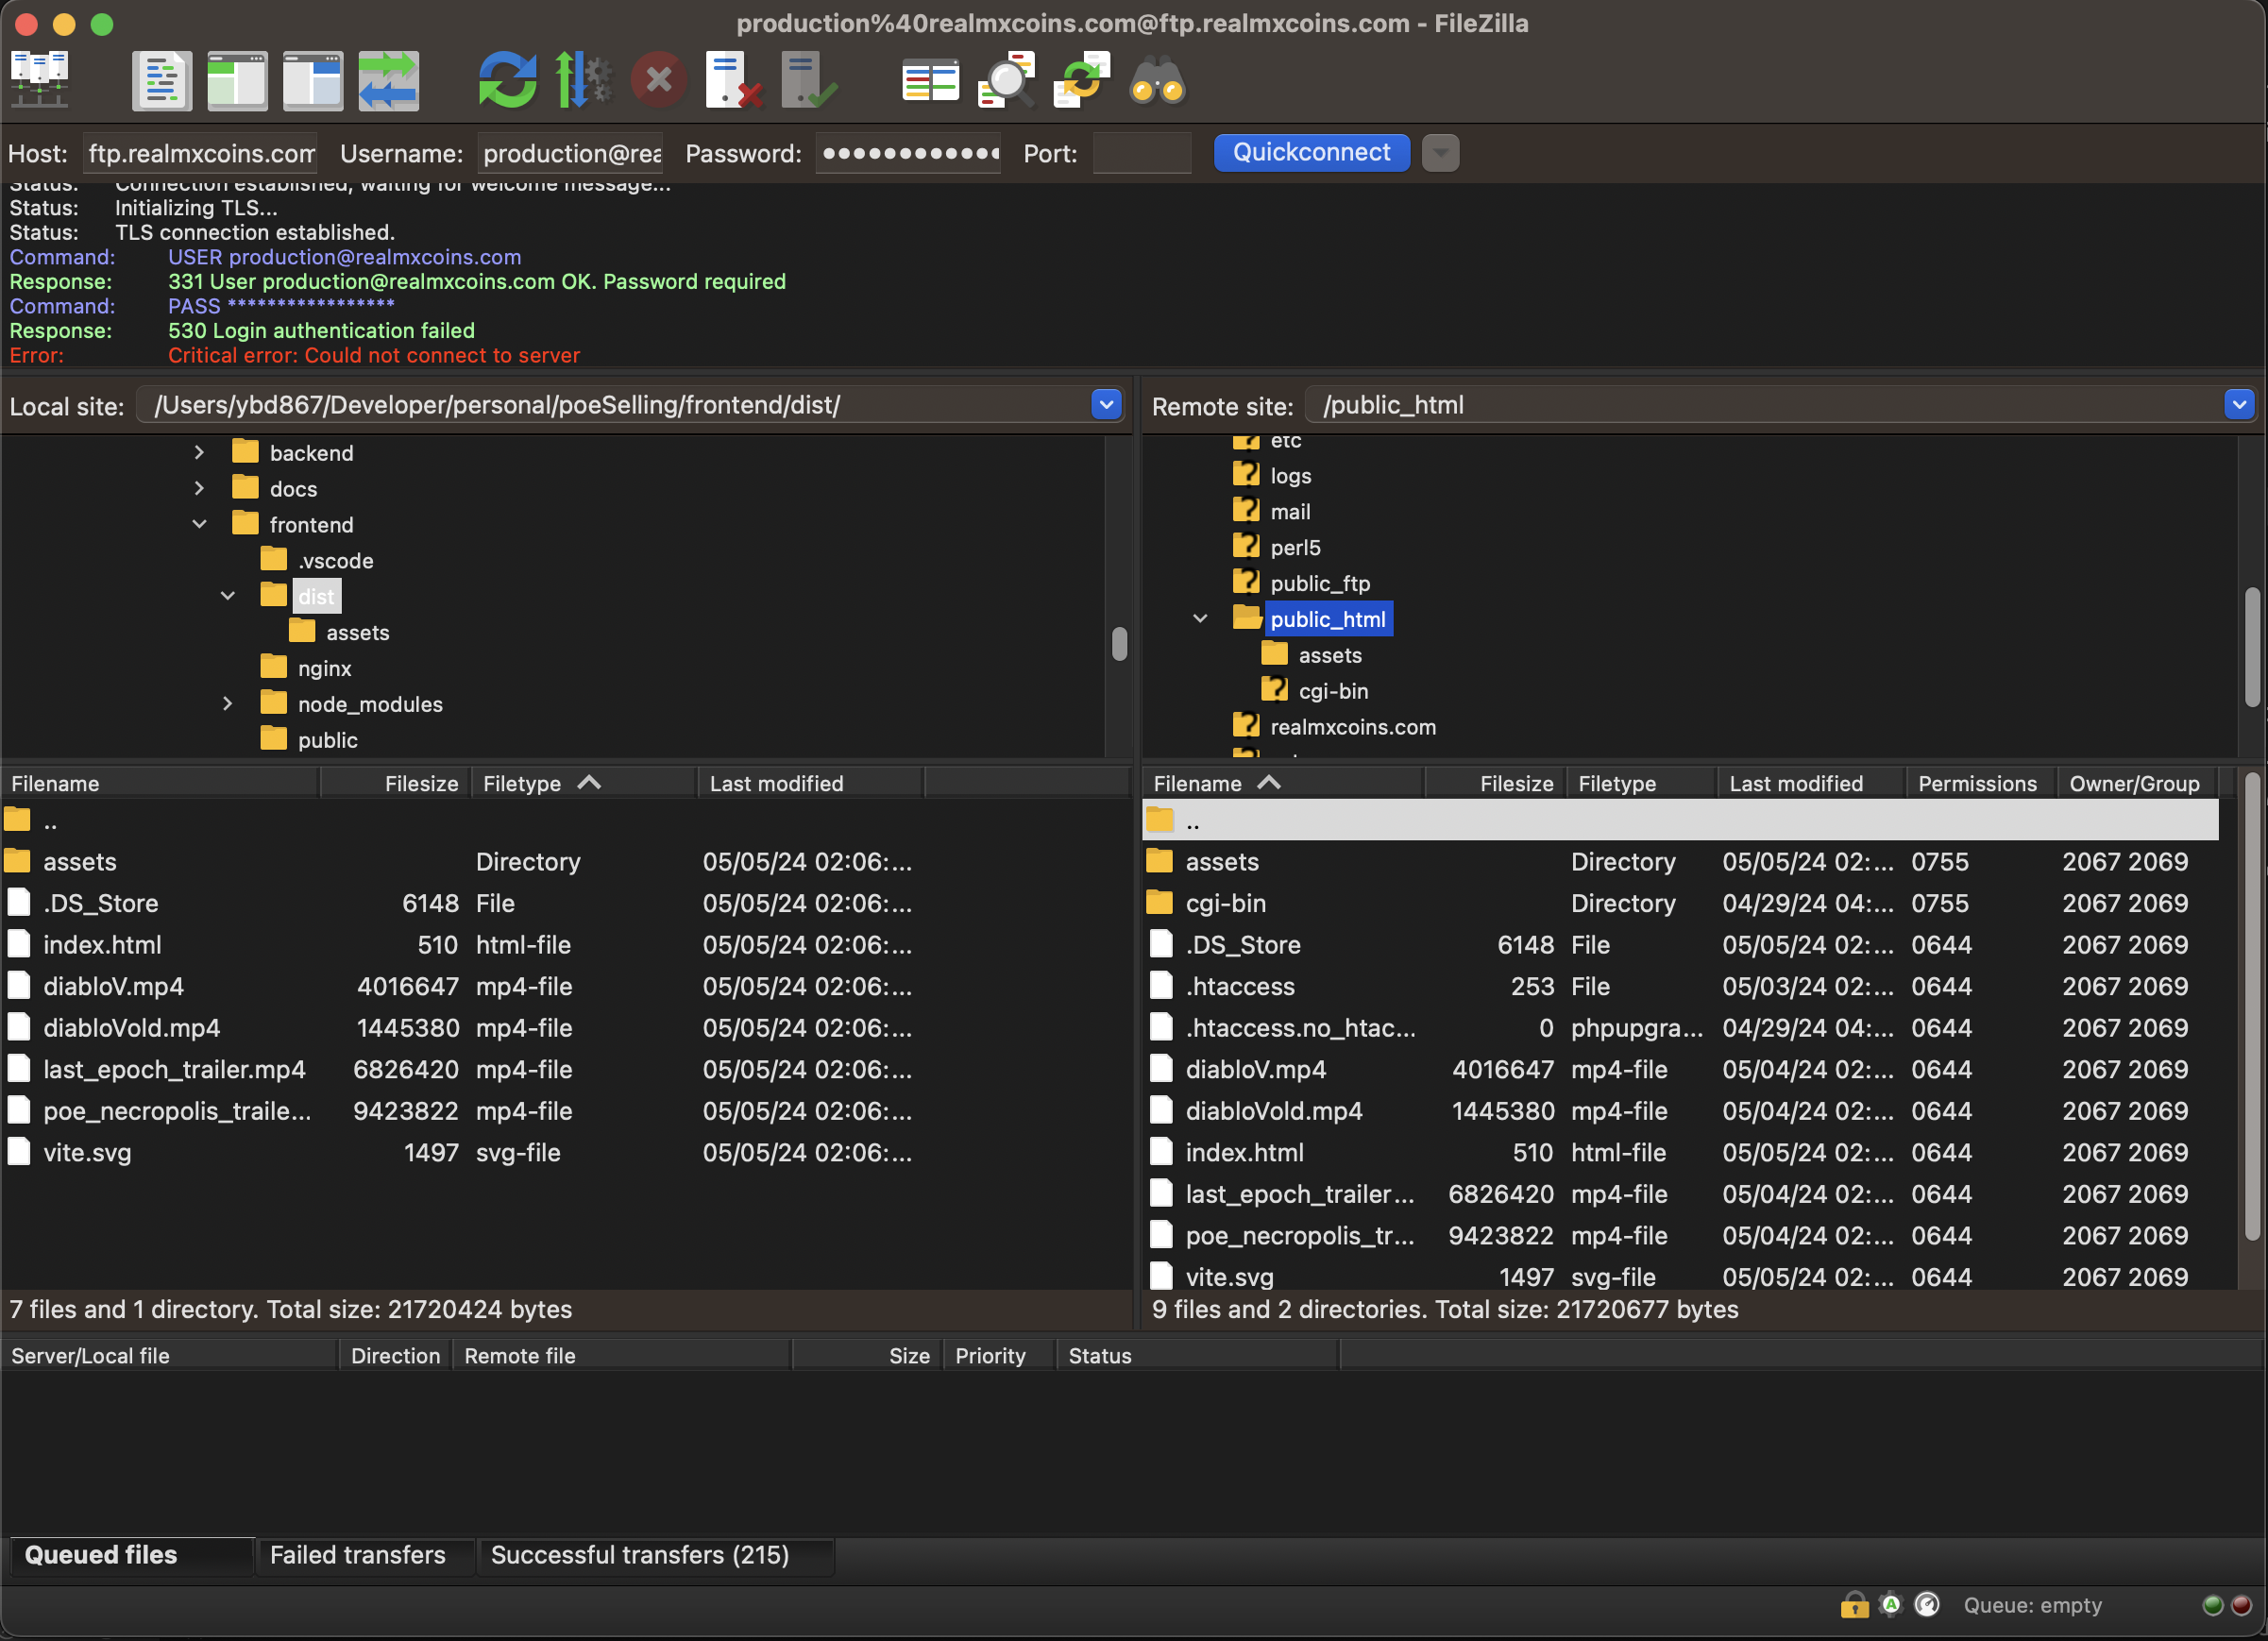 production%40realmxcoins.com@ftp.realmxcoins.com - FileZilla
Host: ftp.realmxcoins.com Username: production@rea Password: ●●●●●●●●●●●● Port: Quickconnect
Status: Connection established, waiting for welcome message...
Status: Initializing TLS...
Status: TLS connection established.
Command: USER production@realmxcoins.com
Response: 331 User production@realmxcoins.com OK. Password required
Command: PASS *****************
Response: 530 Login authentication failed
Error: Critical error: Could not connect to server
Local site: /Users/ybd867/Developer/personal/poeSelling/frontend/dist/
backend
docs
frontend
.vscode
dist
assets
nginx
node_modules
public
Filename Filesize Filetype Last modified
..
assets Directory 05/05/24 02:06:...
.DS_Store 6148 File 05/05/24 02:06:...
index.html 510 html-file 05/05/24 02:06:...
diabloV.mp4 4016647 mp4-file 05/05/24 02:06:...
diabloVold.mp4 1445380 mp4-file 05/05/24 02:06:...
last_epoch_trailer.mp4 6826420 mp4-file 05/05/24 02:06:...
poe_necropolis_traile... 9423822 mp4-file 05/05/24 02:06:...
vite.svg 1497 svg-file 05/05/24 02:06:...
7 files and 1 directory. Total size: 21720424 bytes
Remote site: /public_html
etc
logs
mail
perl5
public_ftp
public_html
assets
cgi-bin
realmxcoins.com
Filename Filesize Filetype Last modified Permissions Owner/Group
..
assets Directory 05/05/24 02:... 0755 2067 2069
cgi-bin Directory 04/29/24 04:... 0755 2067 2069
.DS_Store 6148 File 05/05/24 02:... 0644 2067 2069
.htaccess 253 File 05/03/24 02:... 0644 2067 2069
.htaccess.no_htac... 0 phpupgra... 04/29/24 04:... 0644 2067 2069
diabloV.mp4 4016647 mp4-file 05/04/24 02:... 0644 2067 2069
diabloVold.mp4 1445380 mp4-file 05/04/24 02:... 0644 2067 2069
index.html 510 html-file 05/05/24 02:... 0644 2067 2069
last_epoch_trailer... 6826420 mp4-file 05/04/24 02:... 0644 2067 2069
poe_necropolis_tr... 9423822 mp4-file 05/04/24 02:... 0644 2067 2069
vite.svg 1497 svg-file 05/05/24 02:... 0644 2067 2069
9 files and 2 directories. Total size: 21720677 bytes
Server/Local file Direction Remote file Size Priority Status
Queued files Failed transfers Successful transfers (215)
Queue: empty